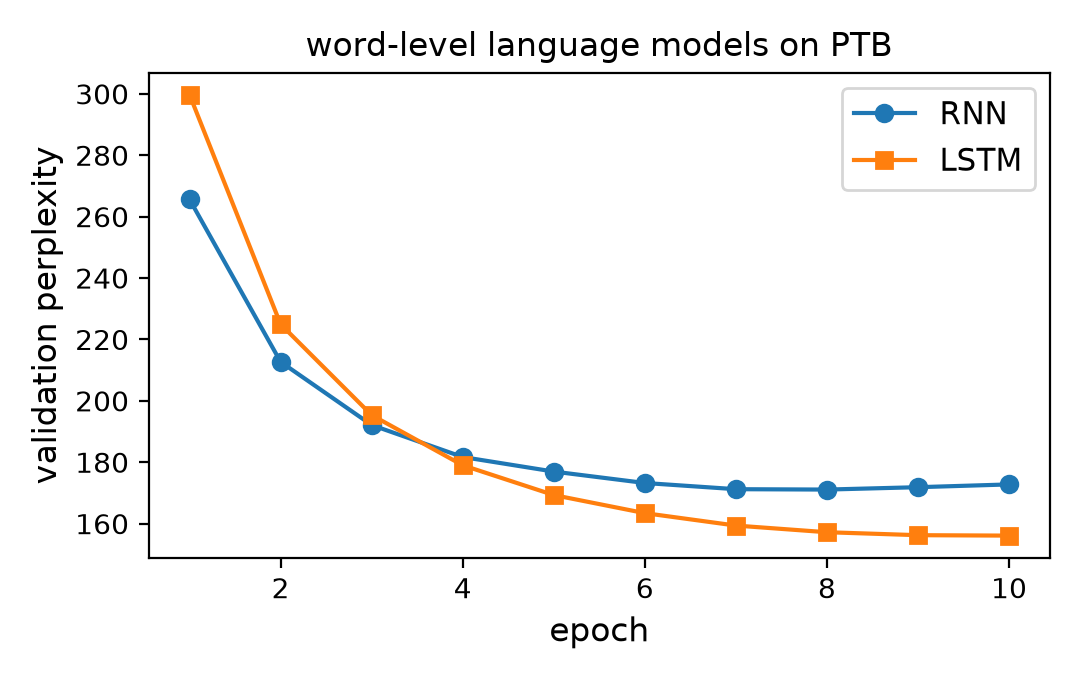 word-level language models on PTB
RNN
LSTM
validation perplexity
300
280
260
240
220
200
180
160
2
4
6
8
10
epoch